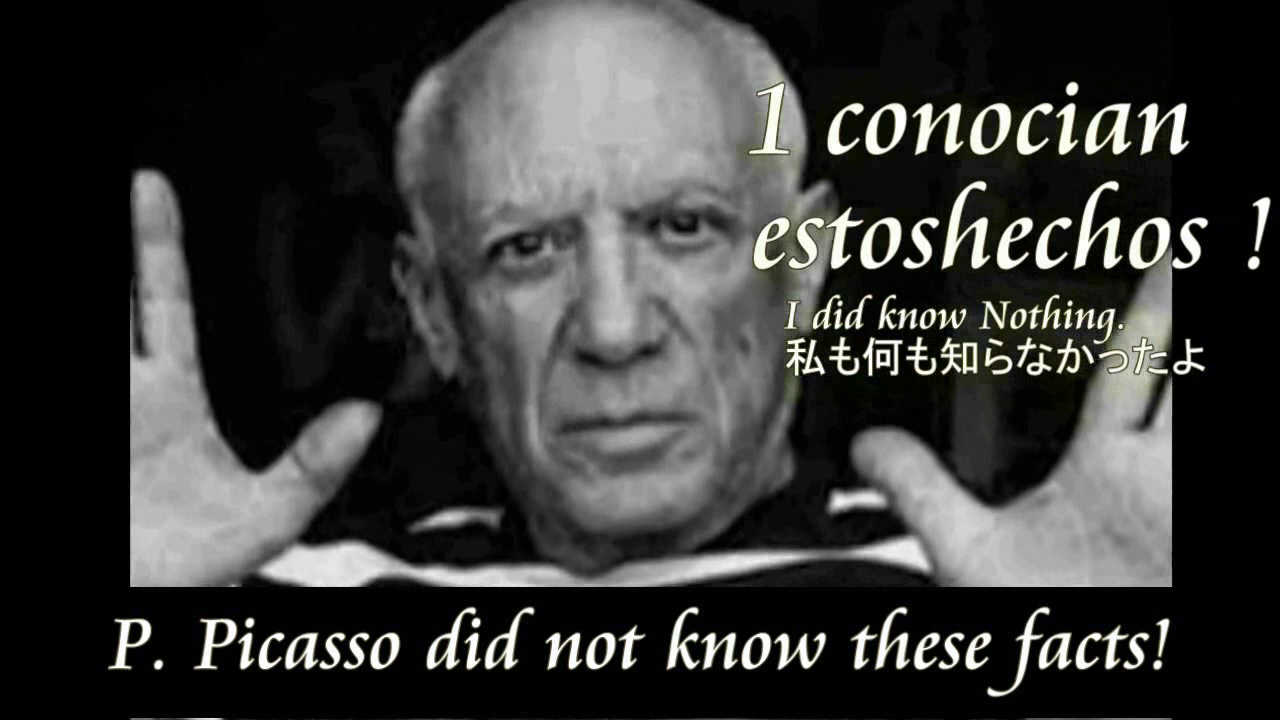 1 conocian
estoshechos !
I did know Nothing.
私も何も知らなかったよ
P. Picasso did not know these facts!